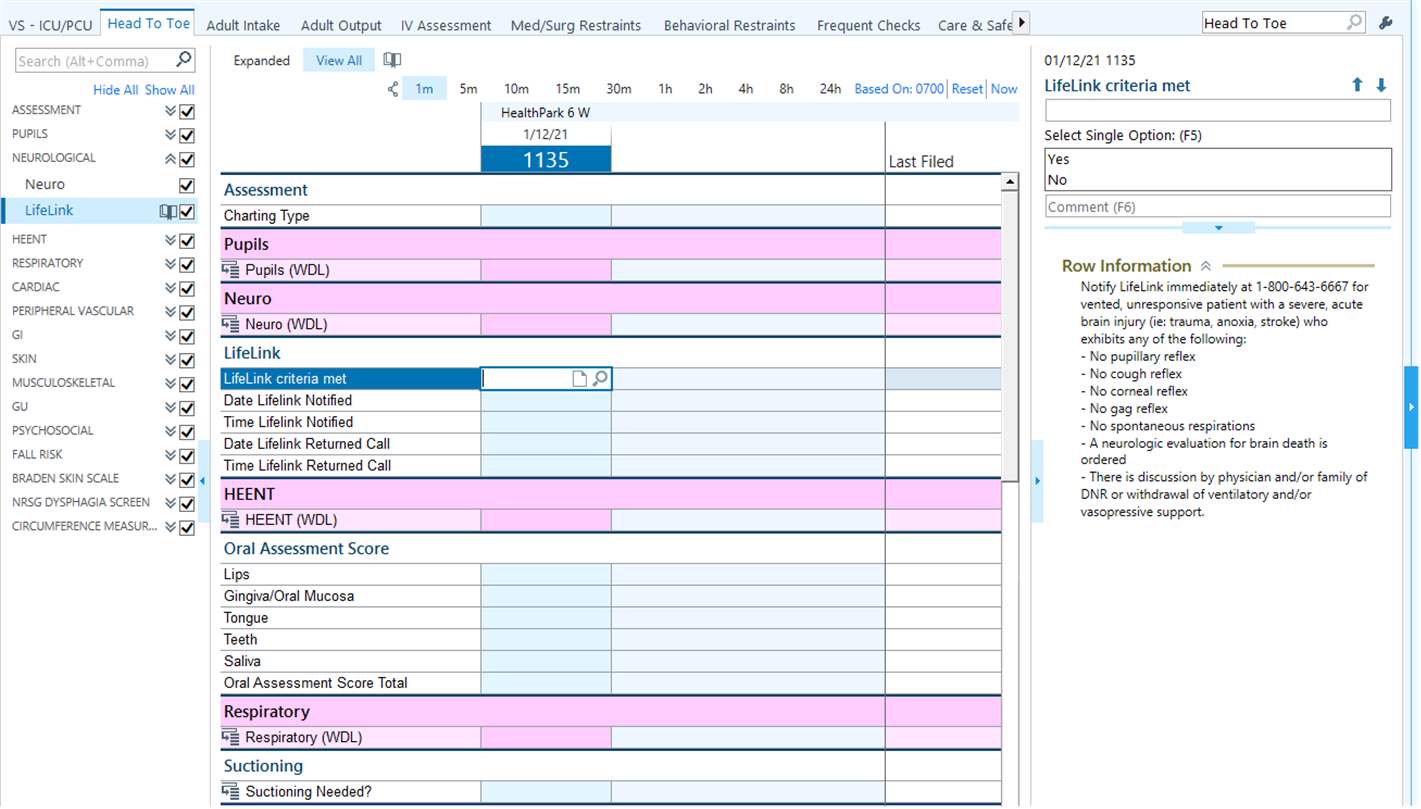 VS - ICU/PCU Head To Toe Adult Intake Adult Output IV Assessment Med/Surg Restraints Behavioral Restraints Frequent Checks Care & Safe Head To Toe
Search (Alt+Comma)
Hide All Show All
ASSESSMENT
PUPILS
NEUROLOGICAL
Neuro
LifeLink
HEENT
RESPIRATORY
CARDIAC
PERIPHERAL VASCULAR
GI
SKIN
MUSCULOSKELETAL
GU
PSYCHOSOCIAL
FALL RISK
BRADEN SKIN SCALE
NRSG DYSPHAGIA SCREEN
CIRCUMFERENCE MEASUR...
Expanded View All
1m 5m 10m 15m 30m 1h 2h 4h 8h 24h Based On: 0700 Reset Now
HealthPark 6 W
1/12/21
1135
Last Filed
Assessment
Charting Type
Pupils
Pupils (WDL)
Neuro
Neuro (WDL)
LifeLink
LifeLink criteria met
Date Lifelink Notified
Time Lifelink Notified
Date Lifelink Returned Call
Time Lifelink Returned Call
HEENT
HEENT (WDL)
Oral Assessment Score
Lips
Gingiva/Oral Mucosa
Tongue
Teeth
Saliva
Oral Assessment Score Total
Respiratory
Respiratory (WDL)
Suctioning
Suctioning Needed?
01/12/21 1135
LifeLink criteria met
Select Single Option: (F5)
Yes
No
Comment (F6)
Row Information
Notify LifeLink immediately at 1-800-643-6667 for
vented, unresponsive patient with a severe, acute
brain injury (ie: trauma, anoxia, stroke) who
exhibits any of the following:
- No pupillary reflex
- No cough reflex
- No corneal reflex
- No gag reflex
- No spontaneous respirations
- A neurologic evaluation for brain death is
ordered
- There is discussion by physician and/or family of
DNR or withdrawal of ventilatory and/or
vasopressive support.